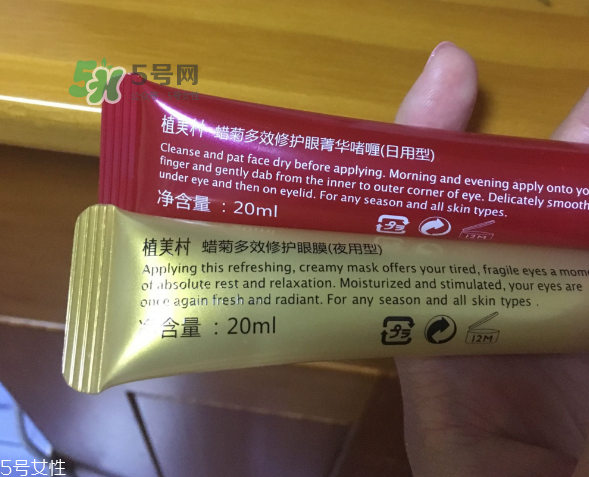 5号网
植美村 蜡菊多效修护眼菁华啫喱(日用型)
Cleanse and pat face dry before applying. Morning and evening apply onto yo
finger and gently dab from the inner to outer corner of eye. Delicately smooth
under eye and then on eyelid. For any season and all skin types.
净含量：20ml
プラ
12M
植美村 蜡菊多效修护眼膜(夜用型)
Applying this refreshing, creamy mask offers your tired, fragile eyes a mome
of absolute rest and relaxation. Moisturized and stimulated, your eyes are
once again fresh and radiant. For any season and all skin types .
净含量：20ml
プラ
12M
5号女性